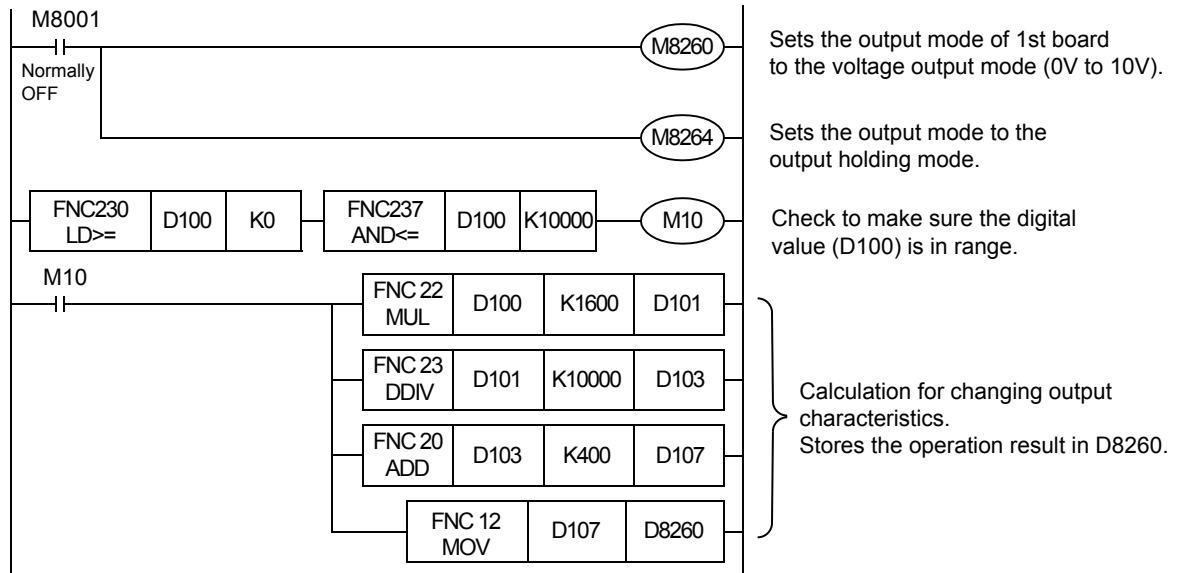 M8001
Normally
OFF
M8260
Sets the output mode of 1st board
to the voltage output mode (0V to 10V).
M8264
Sets the output mode to the
output holding mode.
FNC230
LD>=
D100
K0
FNC237
AND<=
D100
K10000
M10
Check to make sure the digital
value (D100) is in range.
M10
FNC 22
MUL
D100
K1600
D101
FNC 23
DDIV
D101
K10000
D103
FNC 20
ADD
D103
K400
D107
FNC 12
MOV
D107
D8260
Calculation for changing output
characteristics.
Stores the operation result in D8260.